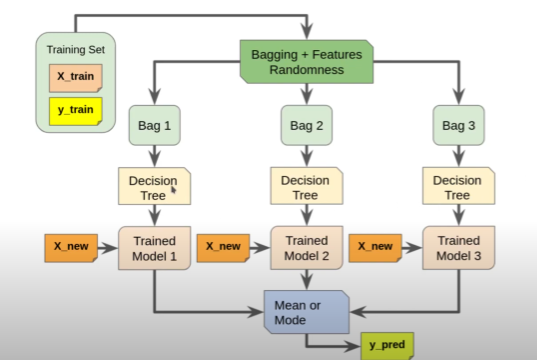 Training Set
X_train
y_train
Bagging + Features
Randomness
Bag 1
Bag 2
Bag 3
Decision
Tree
Decision
Tree
Decision
Tree
X_new
Trained
Model 1
X_new
Trained
Model 2
X_new
Trained
Model 3
Mean or
Mode
y_pred